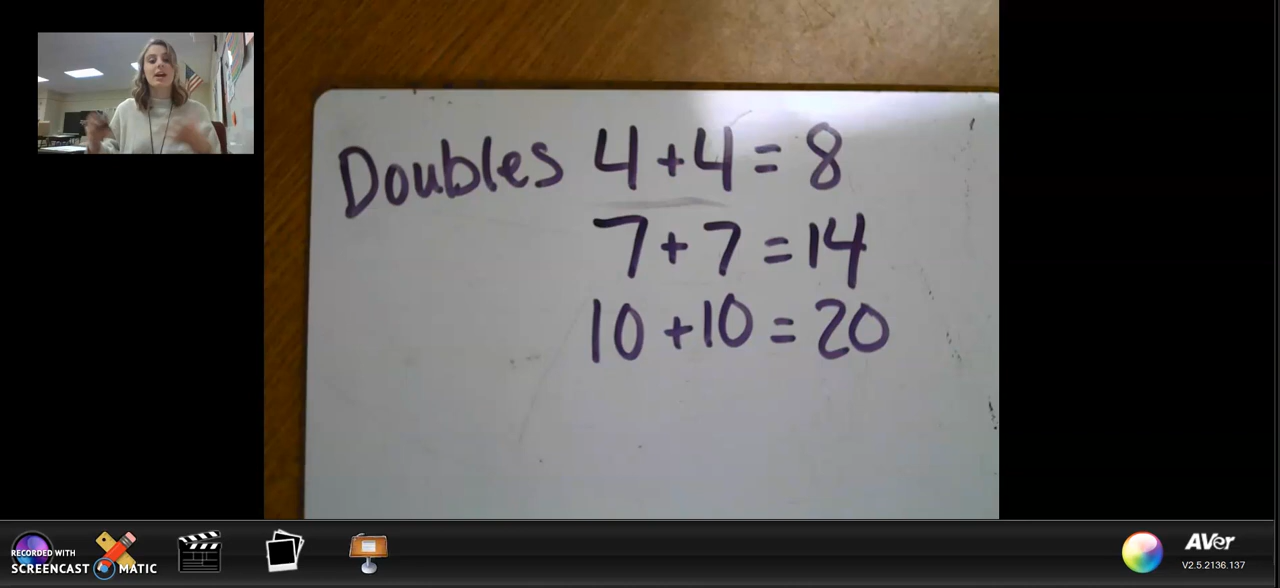 Doubles 4+4=8
7+7=14
10+10=20
RECORDED WITH
SCREENCAST MATIC
AVer
V2.5.2136.137